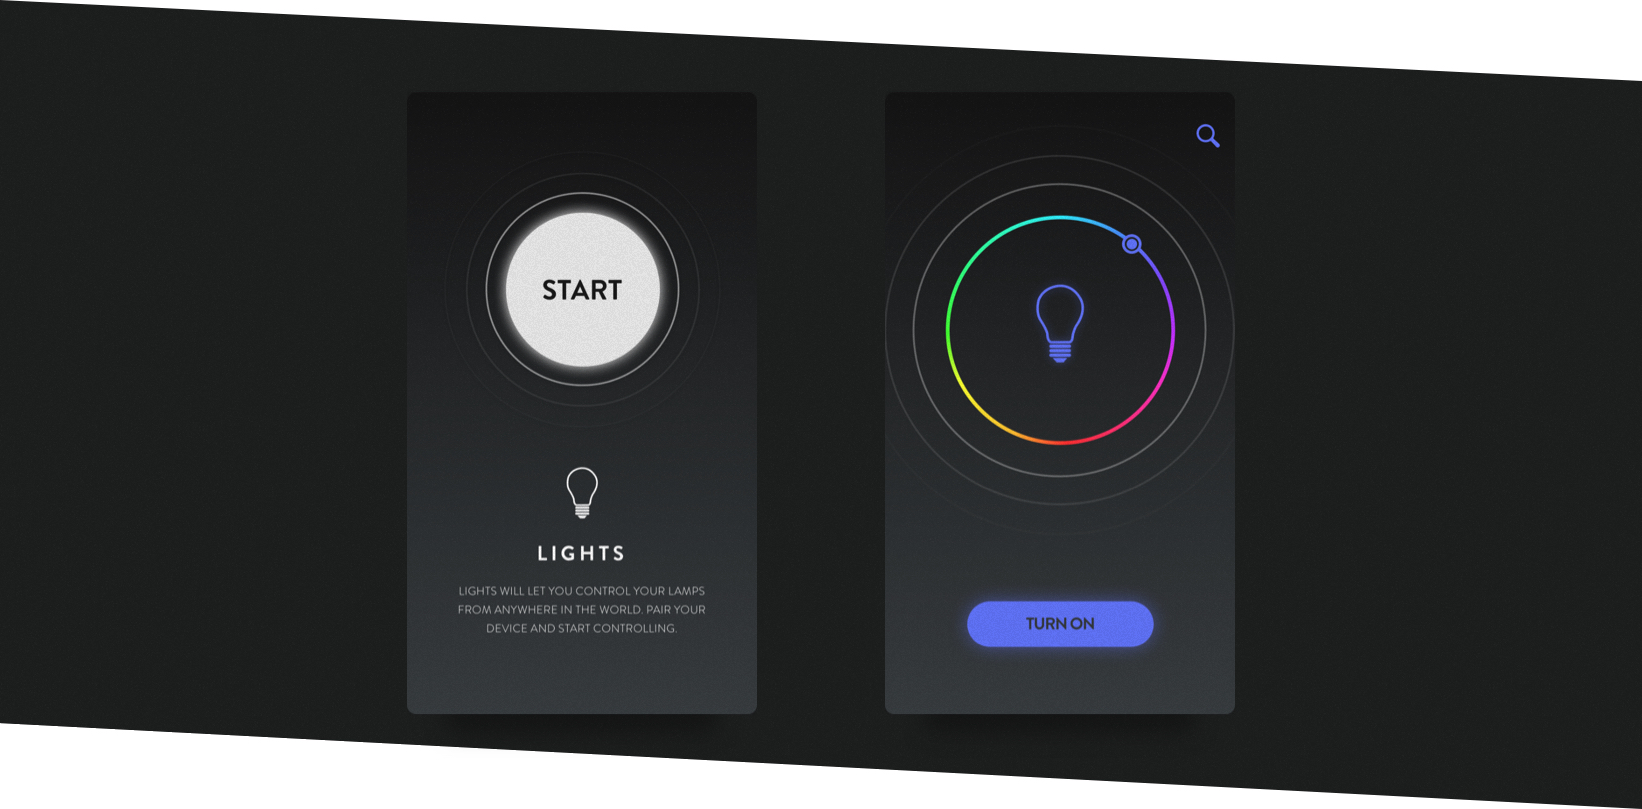 START
LIGHTS
LIGHTS WILL LET YOU CONTROL YOUR LAMPS
FROM ANYWHERE IN THE WORLD. PAIR YOUR
DEVICE AND START CONTROLLING.
TURN ON